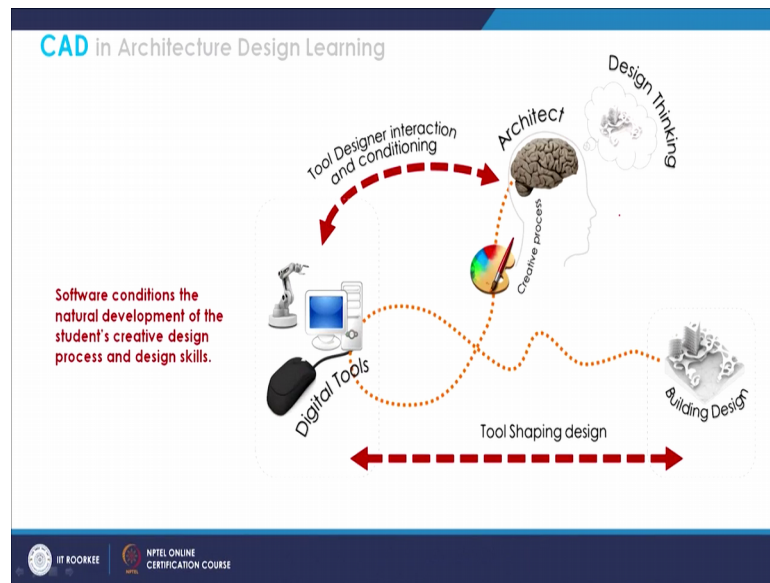 CAD in Architecture Design Learning
Design Thinking
Architect
Tool Designer interaction
and conditioning
Creative process
Software conditions the
natural development of the
student's creative design
process and design skills.
Digital Tools
Building Design
Tool Shaping design
IIT ROORKEE
NPTEL ONLINE
CERTIFICATION COURSE